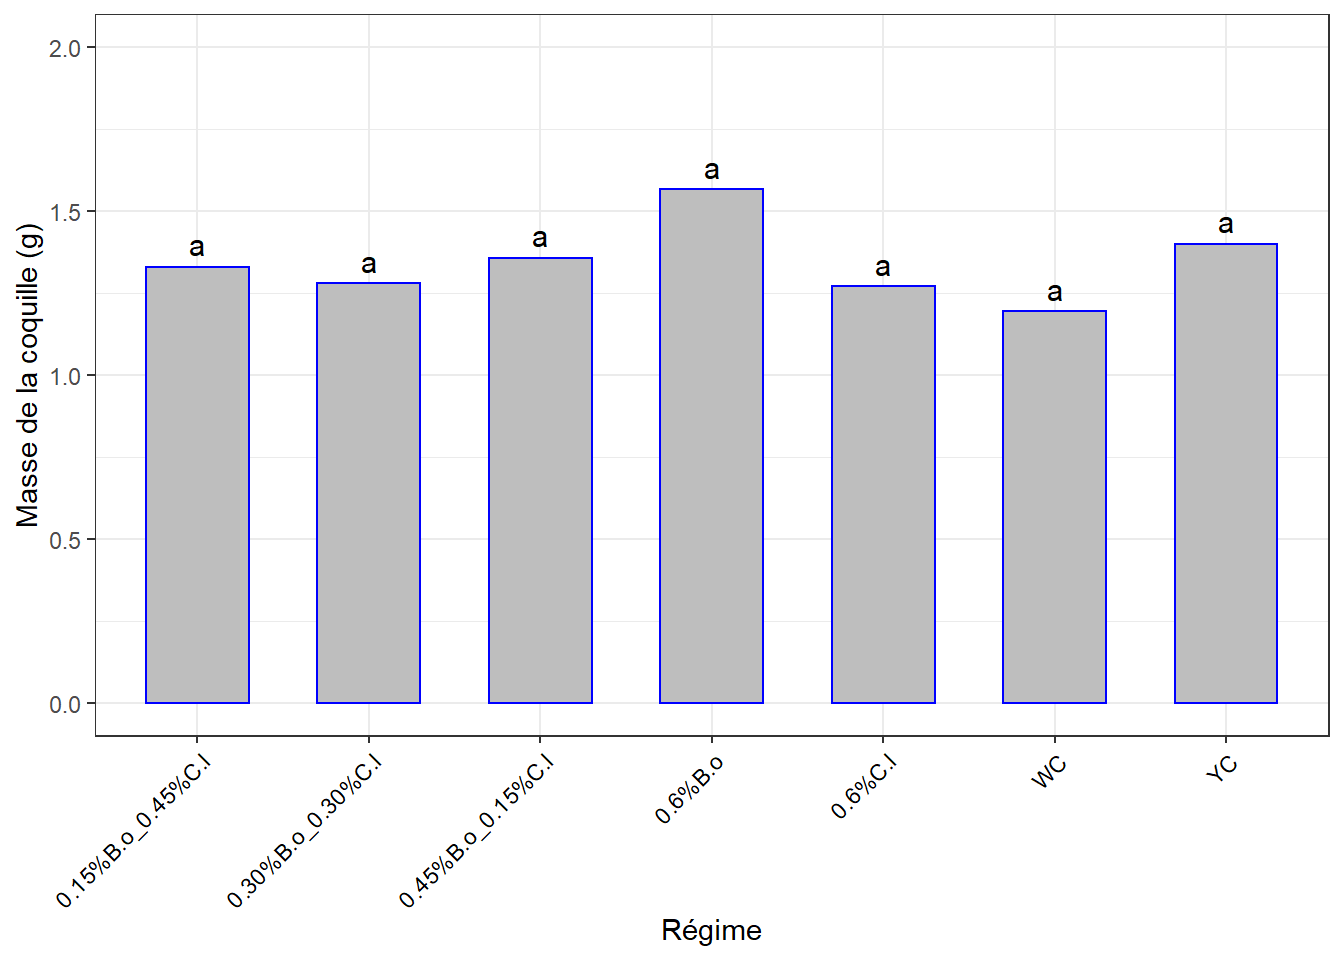 Masse de la coquille (g)
2.0
1.5
1.0
0.5
0.0
a
a
a
a
a
a
a
0.15%B.o_0.45%C.l
0.30%B.o_0.30%C.l
0.45%B.o_0.15%C.l
0.6%B.o
0.6%C.l
WC
YC
Régime